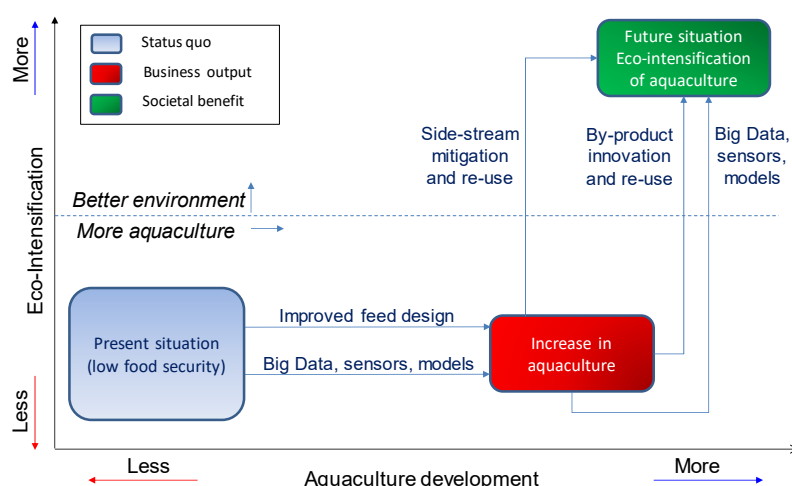 More
Status quo
Business output
Societal benefit
Future situation
Eco-intensification
of aquaculture
Side-stream
mitigation
and re-use
By-product
innovation
and re-use
Big Data,
sensors,
models
Eco-Intensification
Better environment
More aquaculture
Present situation
(low food security)
Improved feed design
Big Data, sensors, models
Increase in
aquaculture
Less
Less
Aquaculture development
More